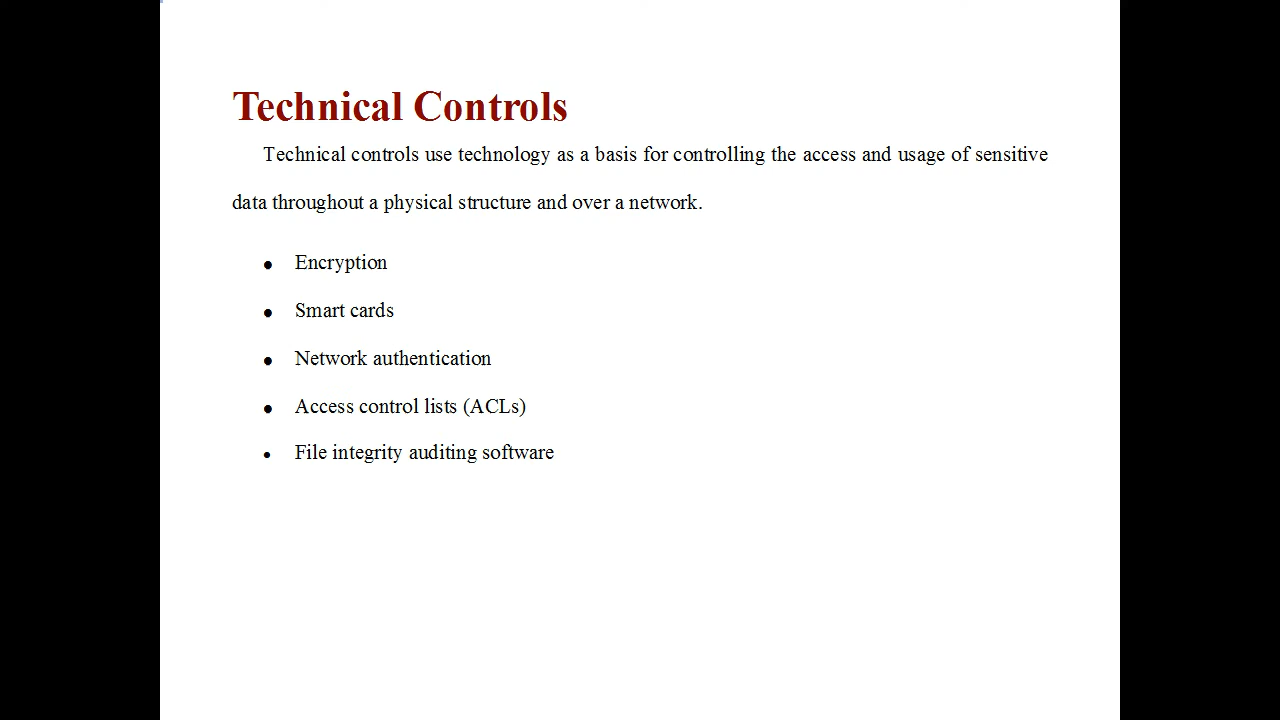 Technical Controls
Technical controls use technology as a basis for controlling the access and usage of sensitive
data throughout a physical structure and over a network.
● Encryption
● Smart cards
● Network authentication
● Access control lists (ACLs)
● File integrity auditing software